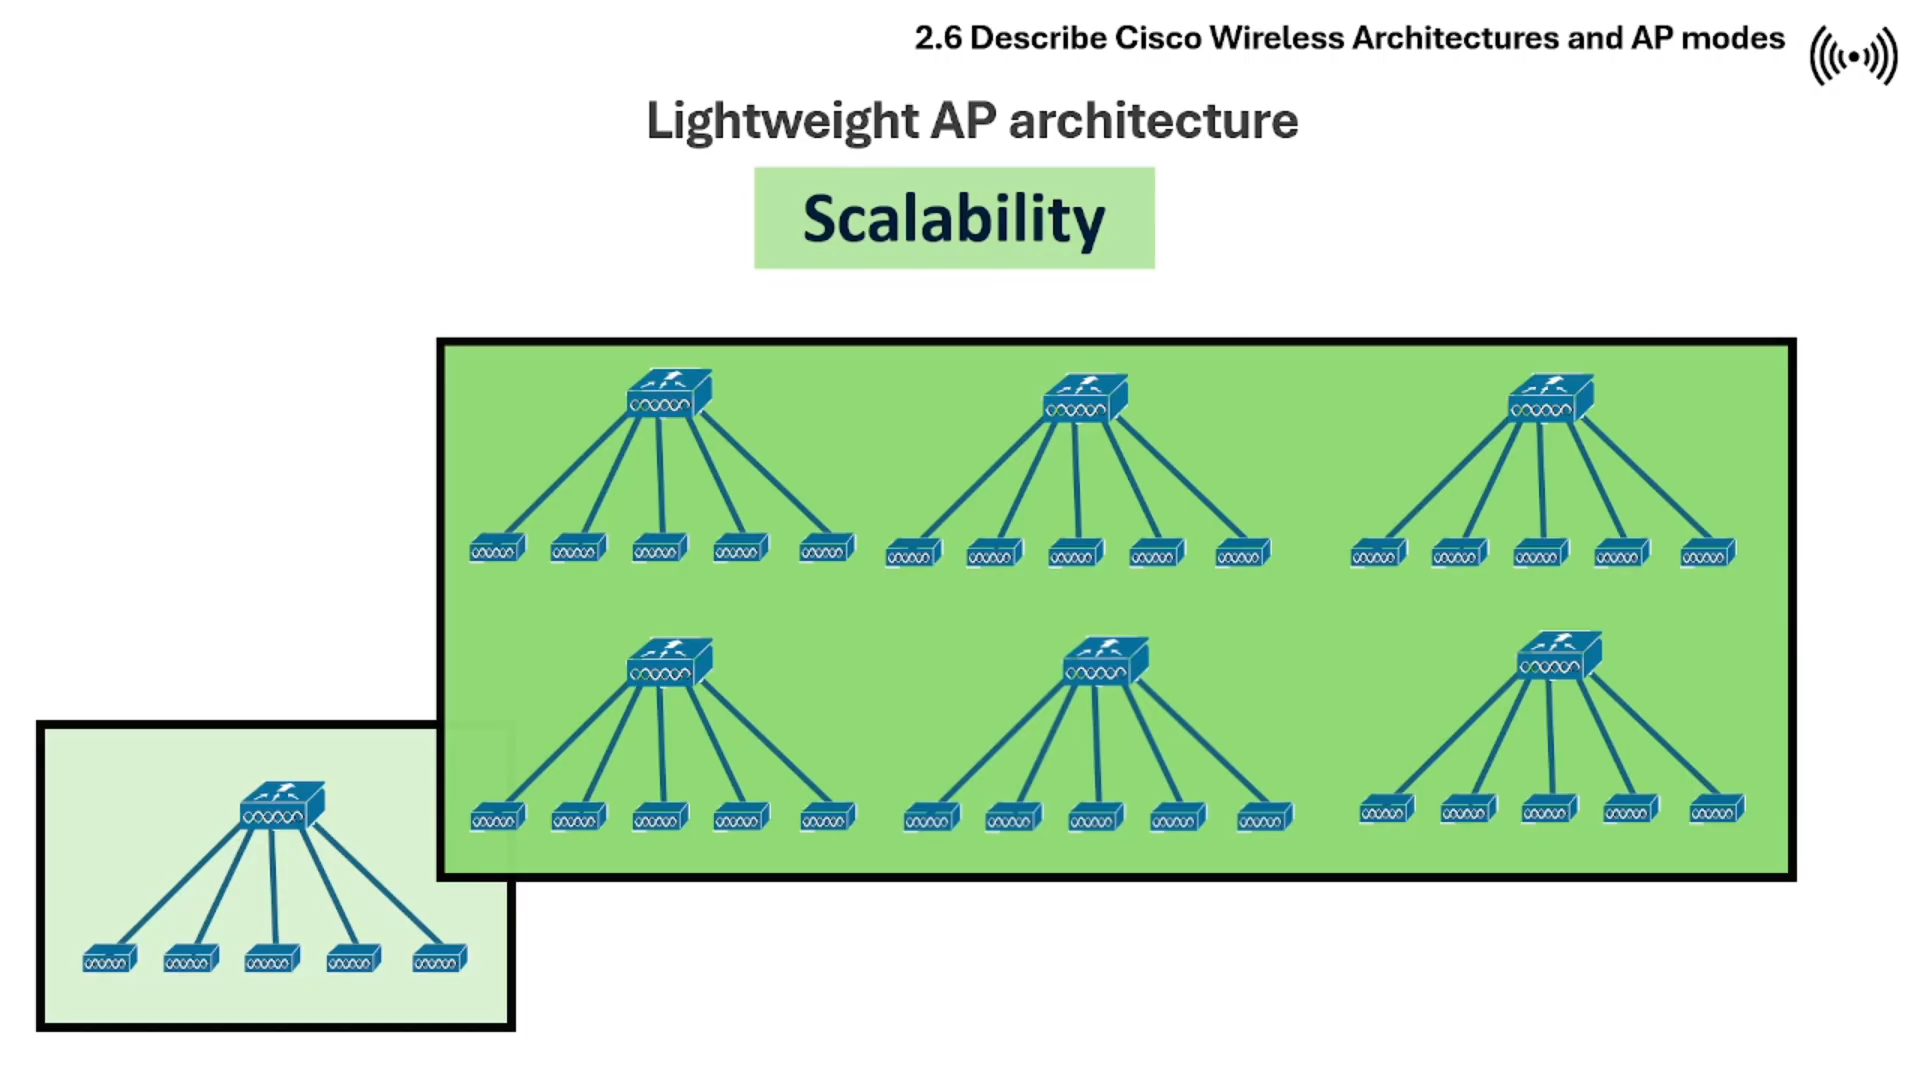 2.6 Describe Cisco Wireless Architectures and AP modes
Lightweight AP architecture
Scalability